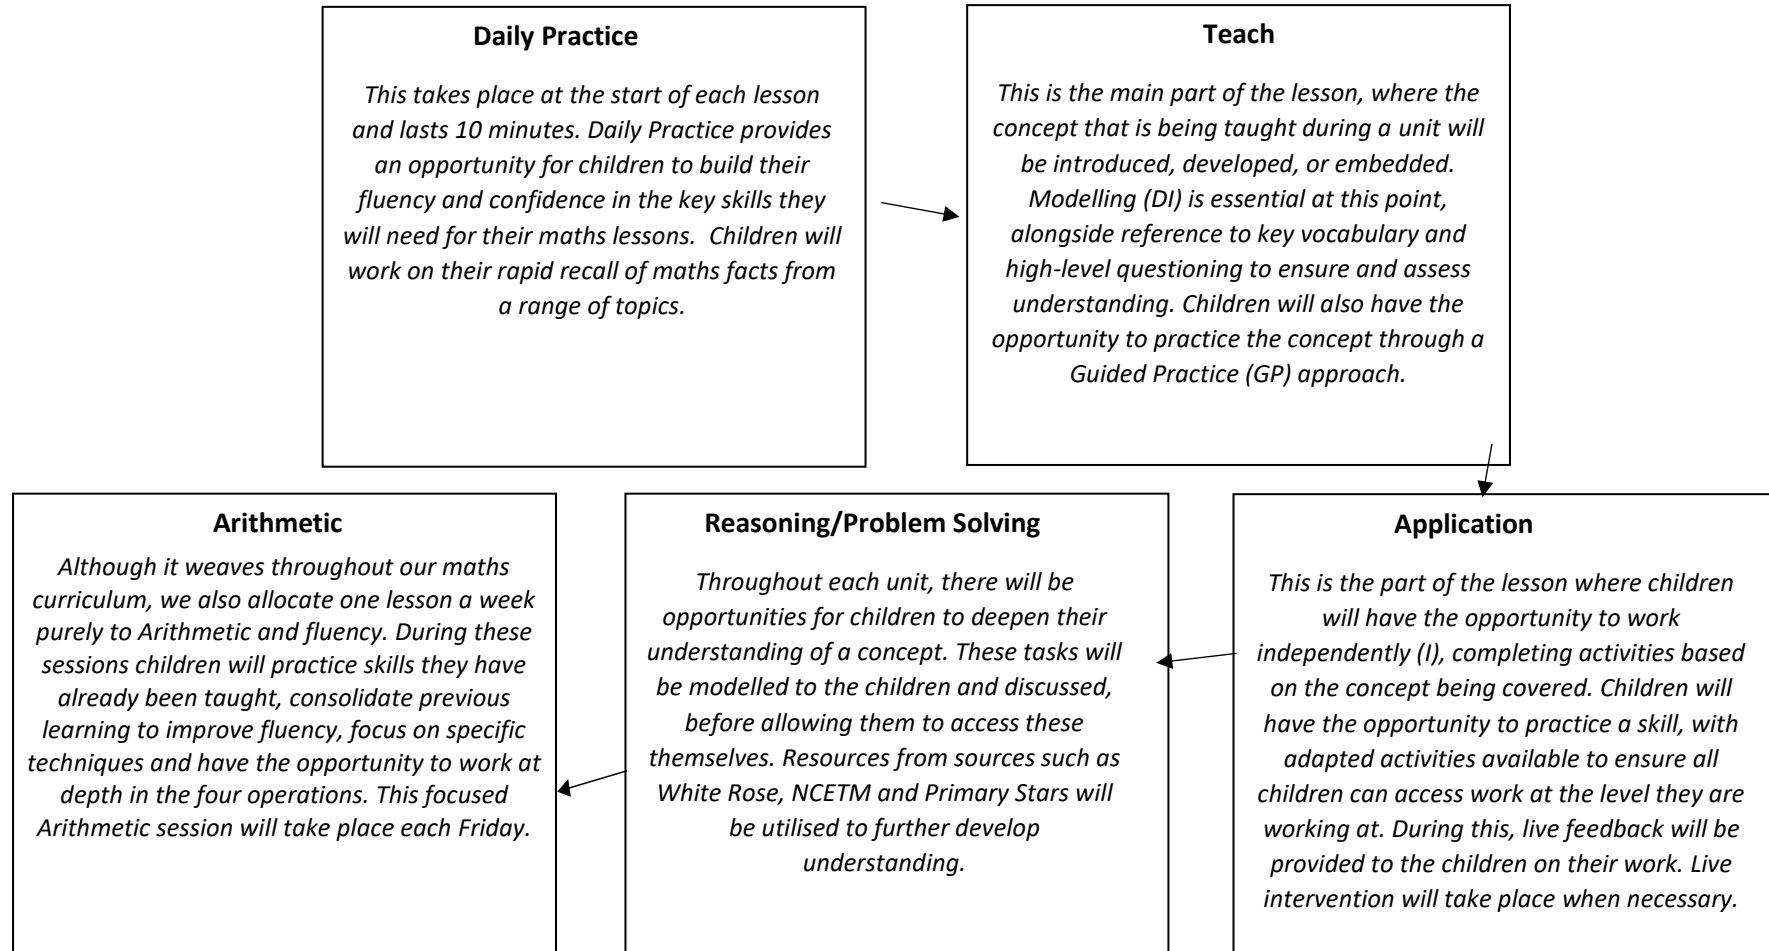 Daily Practice
This takes place at the start of each lesson
and lasts 10 minutes. Daily Practice provides
an opportunity for children to build their
fluency and confidence in the key skills they
will need for their maths lessons.  Children will
work on their rapid recall of maths facts from
a range of topics.
Teach
This is the main part of the lesson, where the
concept that is being taught during a unit will
be introduced, developed, or embedded.
Modelling (DI) is essential at this point,
alongside reference to key vocabulary and
high-level questioning to ensure and assess
understanding. Children will also have the
opportunity to practice the concept through a
Guided Practice (GP) approach.
Application
This is the part of the lesson where children
will have the opportunity to work
independently (I), completing activities based
on the concept being covered. Children will
have the opportunity to practice a skill, with
adapted activities available to ensure all
children can access work at the level they are
working at. During this, live feedback will be
provided to the children on their work. Live
intervention will take place when necessary.
Reasoning/Problem Solving
Throughout each unit, there will be
opportunities for children to deepen their
understanding of a concept. These tasks will
be modelled to the children and discussed,
before allowing them to access these
themselves. Resources from sources such as
White Rose, NCETM and Primary Stars will
be utilised to further develop
understanding.
Arithmetic
Although it weaves throughout our maths
curriculum, we also allocate one lesson a week
purely to Arithmetic and fluency. During these
sessions children will practice skills they have
already been taught, consolidate previous
learning to improve fluency, focus on specific
techniques and have the opportunity to work at
depth in the four operations. This focused
Arithmetic session will take place each Friday.